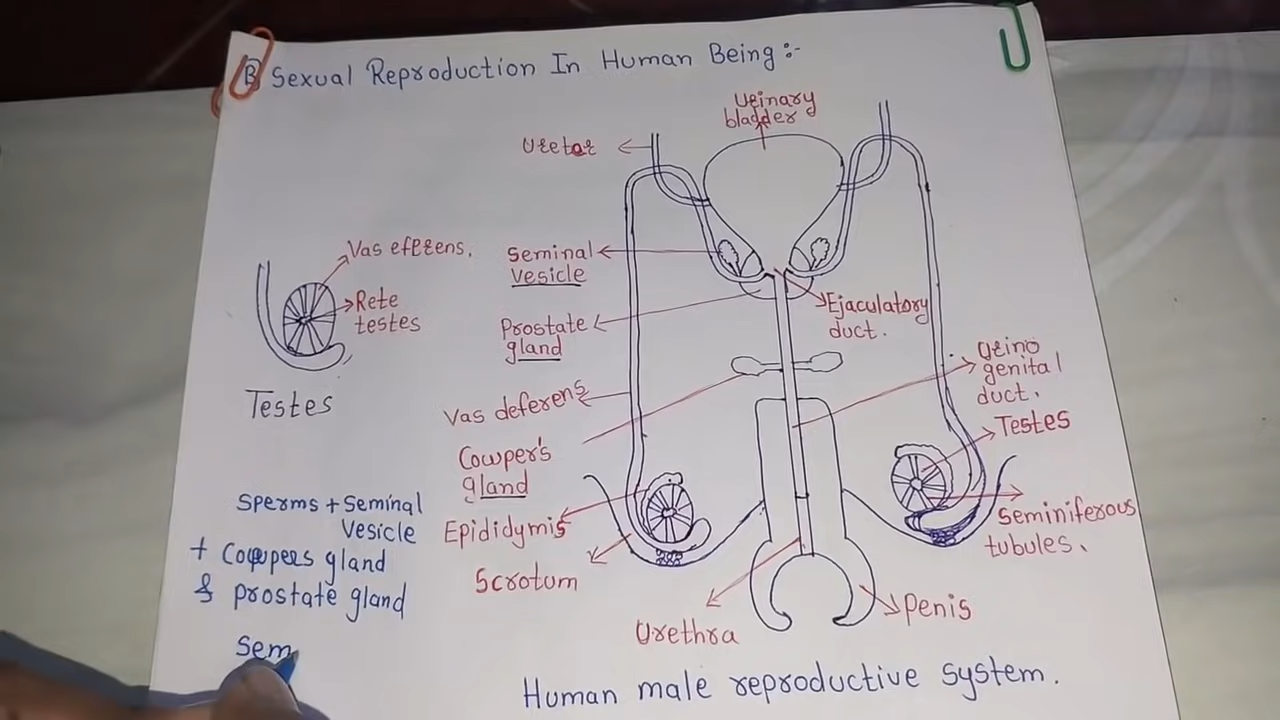 B) Sexual Reproduction In Human Being:-
Urinary
bladder
Uretor
Vas efferens.
Seminal
vesicle
Rete
testes
Ejaculatory
duct.
Prostate
gland
Urino
genital
duct.
Testes
Vas deferens
Testes
Cowper's
gland
Sperms + Seminal
Vesicle
+ Cowpers gland
& prostate gland
Sem
Epididymis
Seminiferous
tubules.
Scrotum
Penis
Urethra
Human male reproductive system.